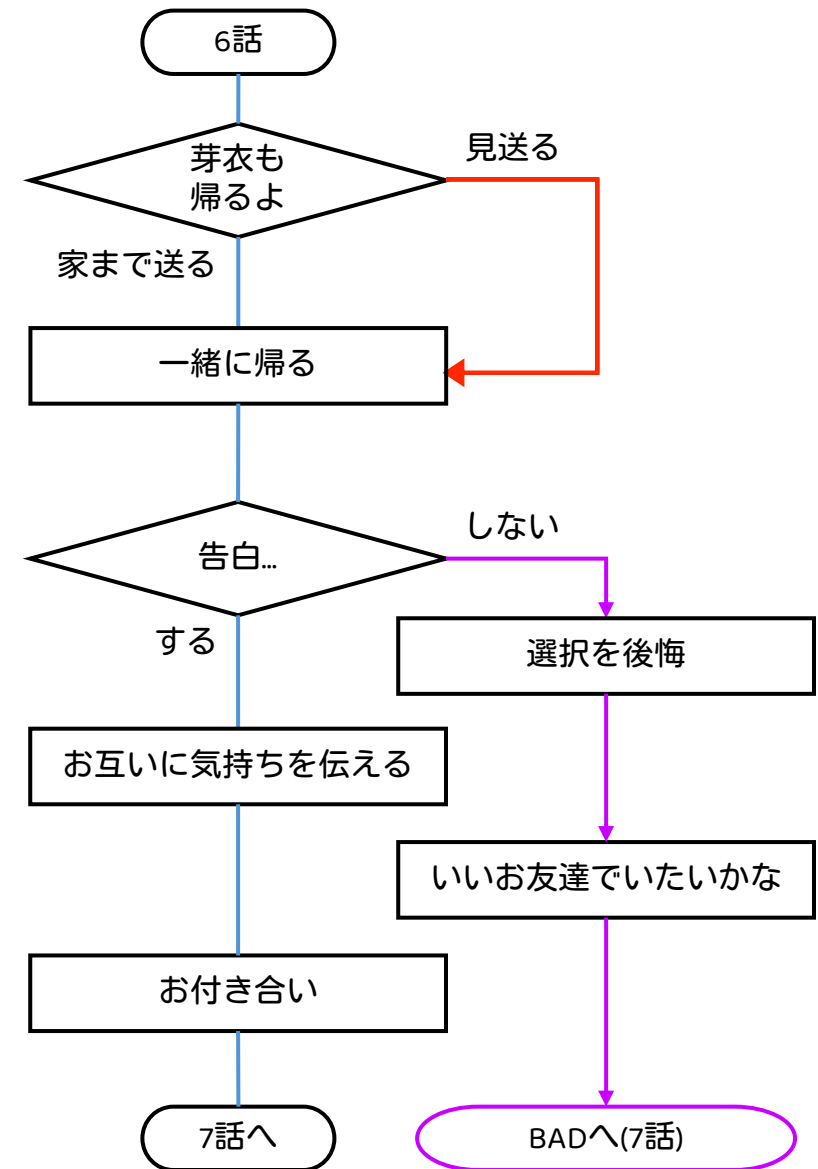 6話
芽衣も
帰るよ
見送る
家まで送る
一緒に帰る
告白...
しない
する
選択を後悔
お互いに気持ちを伝える
いいお友達でいたいかな
お付き合い
7話へ
BADへ(7話)